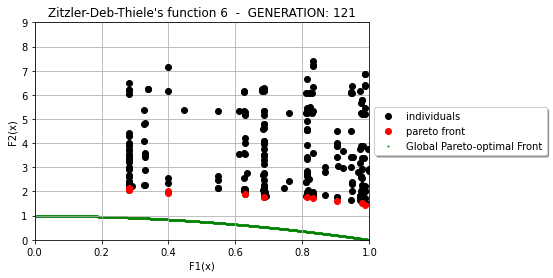 Zitzler-Deb-Thiele's function 6 - GENERATION: 121
9
8
7
6
5
4
3
2
1
0
F2(x)
0.0 0.2 0.4 0.6 0.8 1.0
F1(x)
individuals
pareto front
Global Pareto-optimal Front